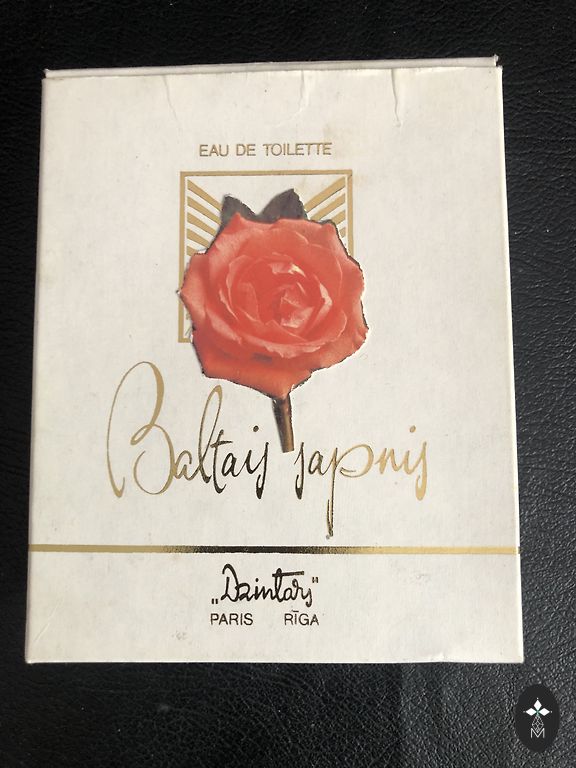 EAU DE TOILETTE
Baltais sapnis
„Dzintars"
PARIS RĪGA
M